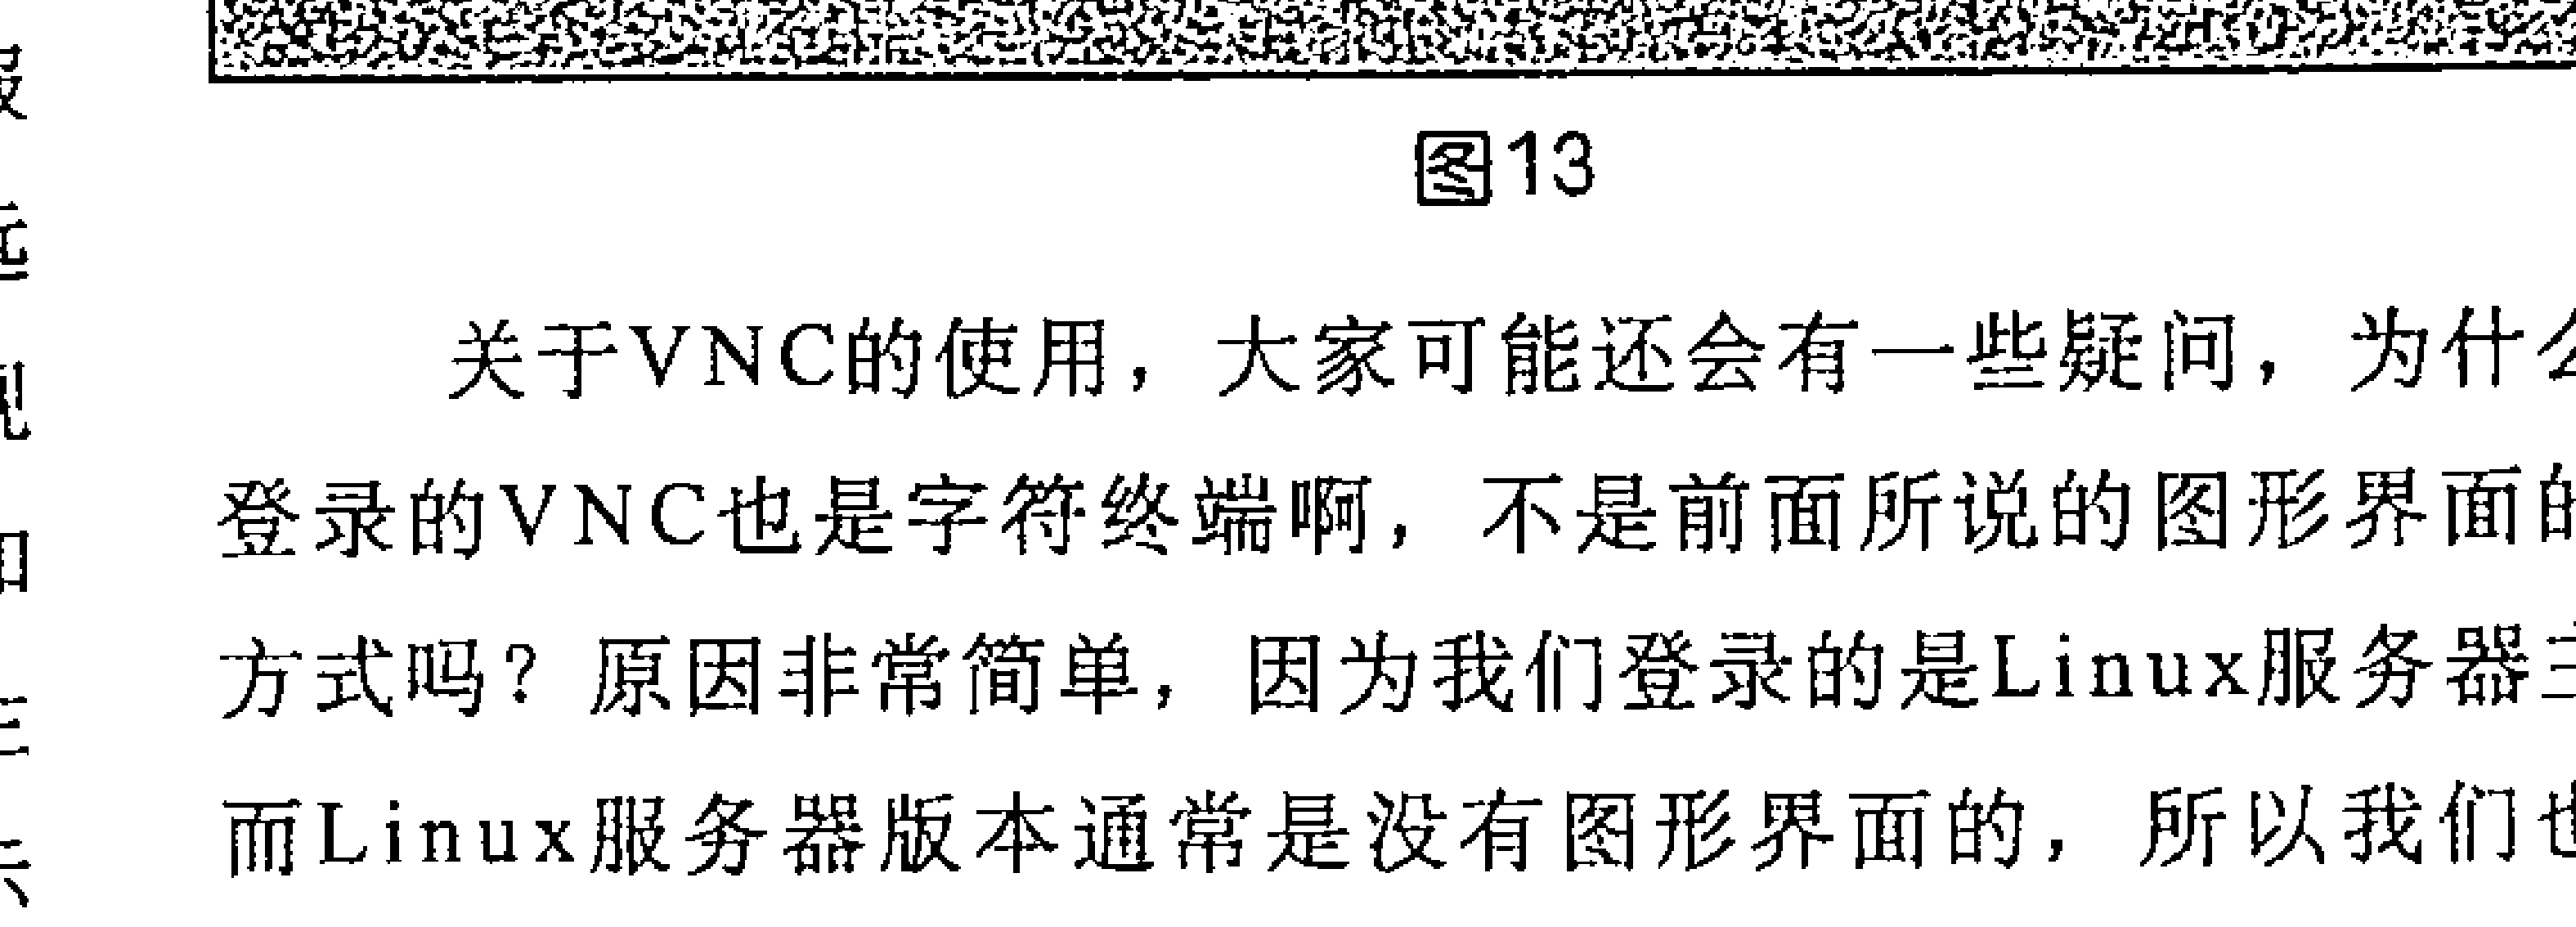 图13
关于VNC的使用，大家可能还会有一些疑问，为什么
登录的VNC也是字符终端啊，不是前面所说的图形界面的
方式吗？原因非常简单，因为我们登录的是Linux服务器主
而Linux服务器版本通常是没有图形界面的，所以我们也